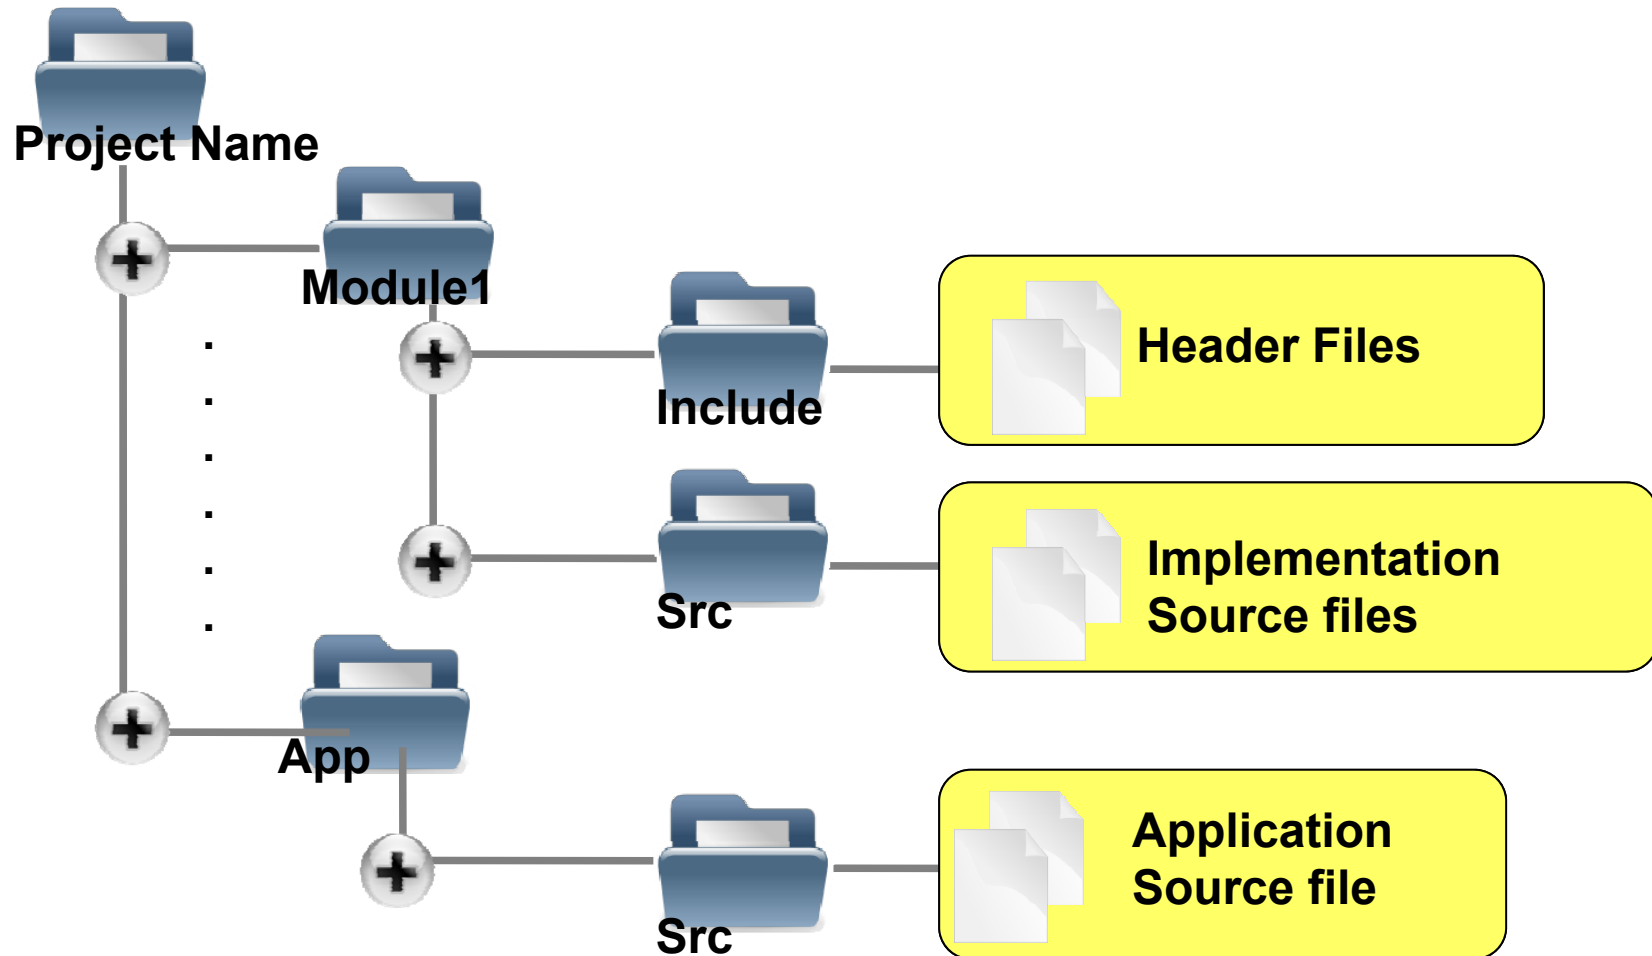 Project Name
Module1
.
.
.
.
.
.
Include
Header Files
Src
Implementation
Source files
App
Src
Application
Source file